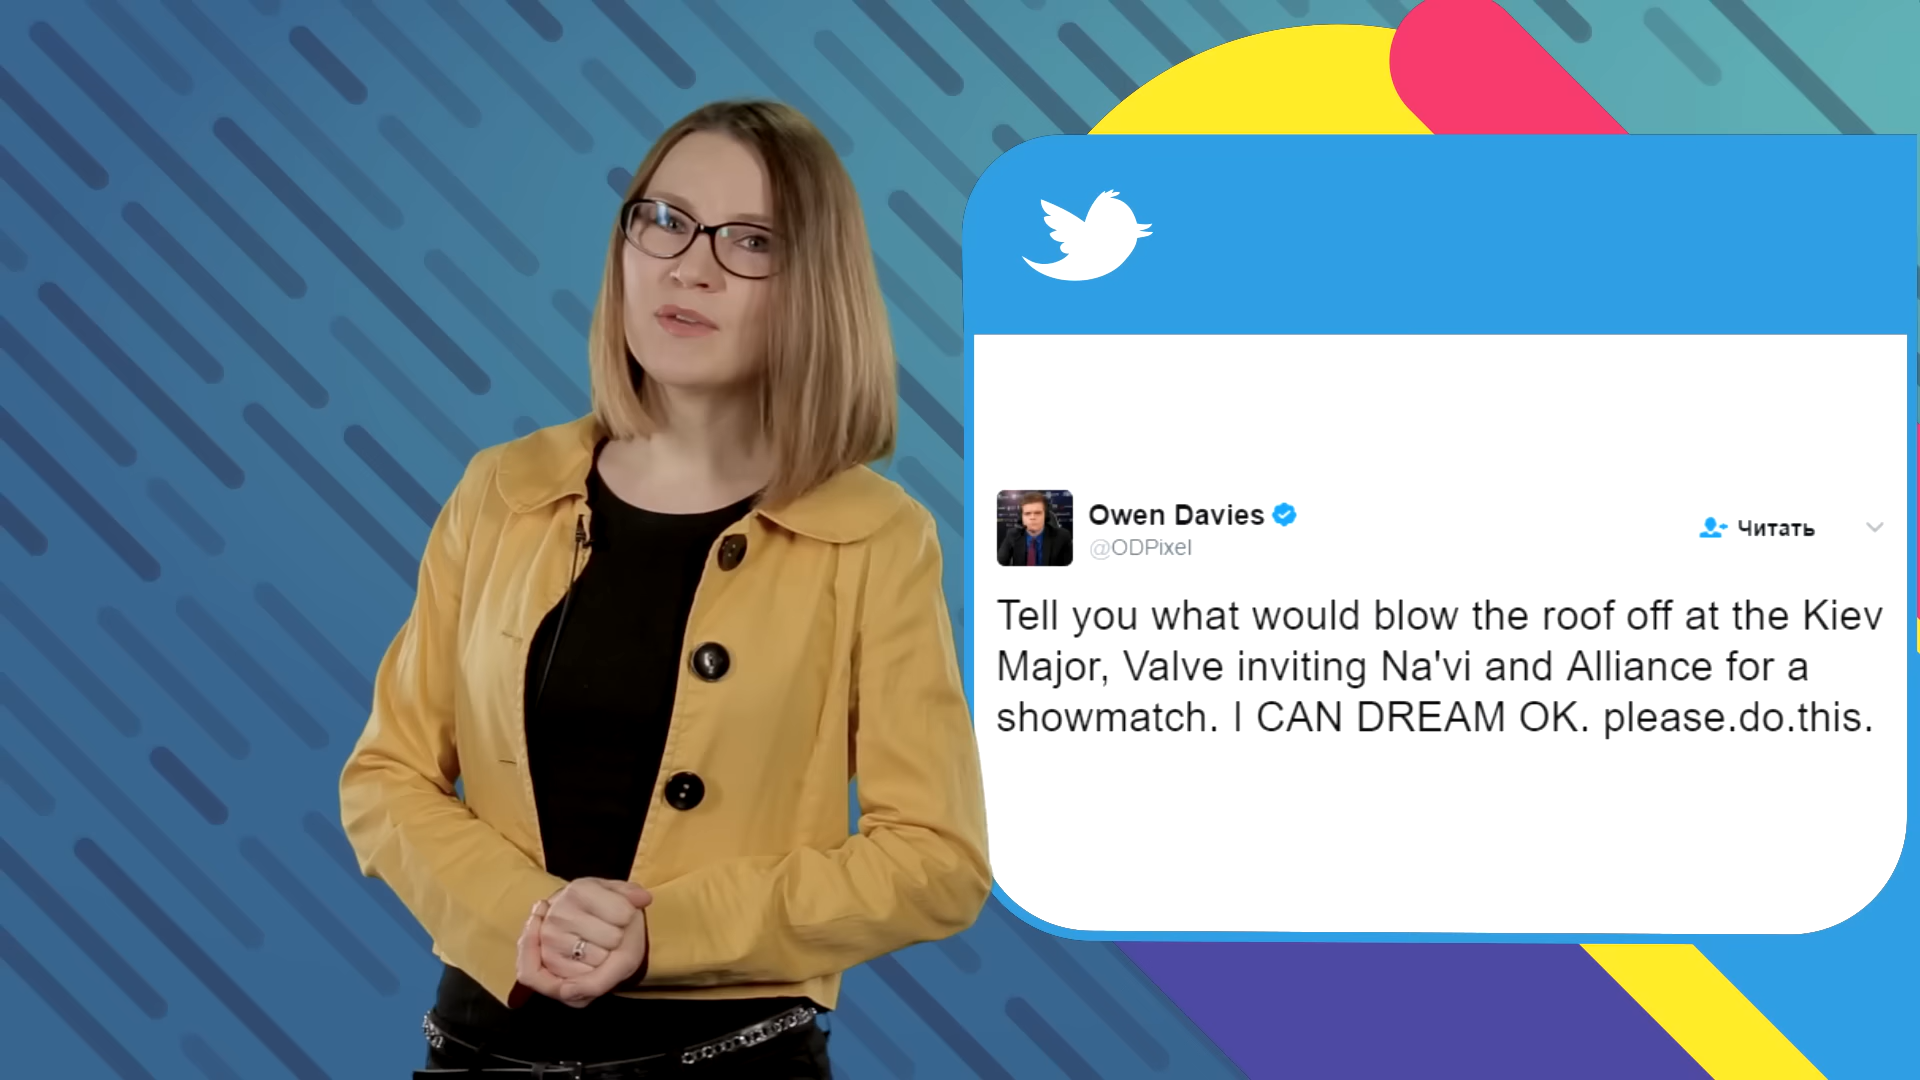 Owen Davies
@ODPixel
Читать
Tell you what would blow the roof off at the Kiev
Major, Valve inviting Na'vi and Alliance for a
showmatch. I CAN DREAM OK. please.do.this.